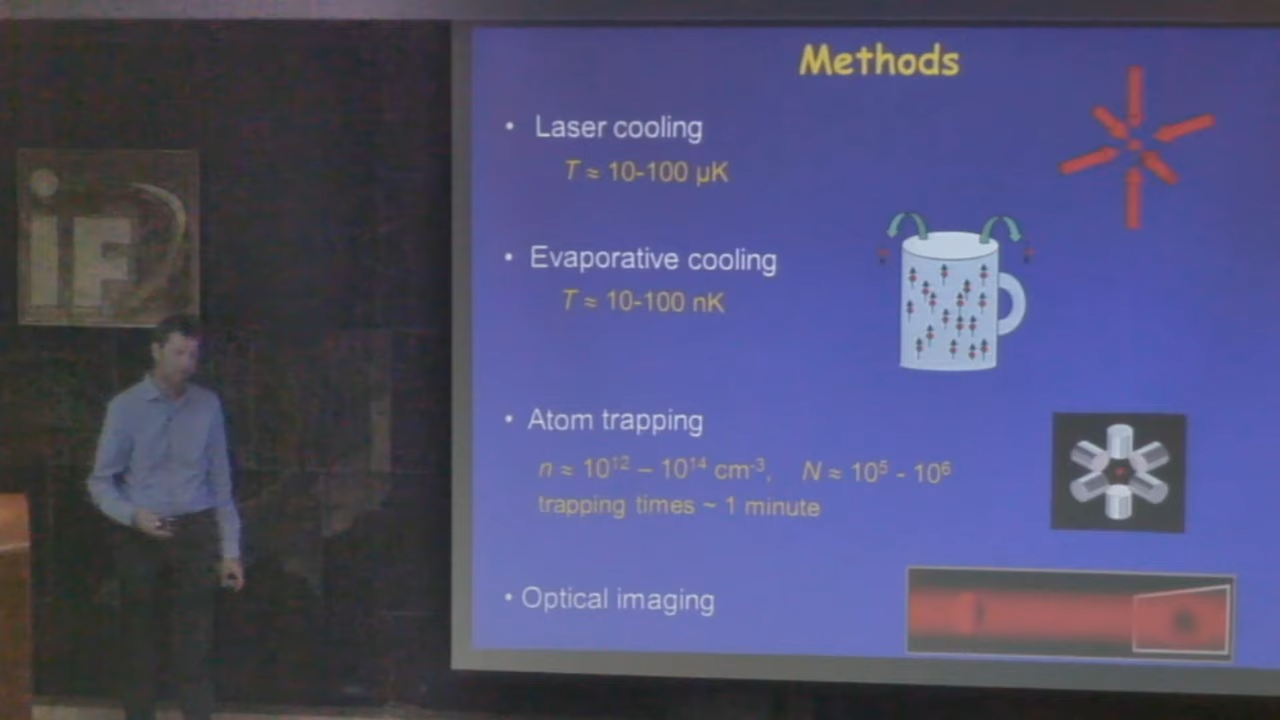 iF
Methods
• Laser cooling
T ≈ 10-100 µK
• Evaporative cooling
T ≈ 10-100 nK
• Atom trapping
n ≈ 10¹² – 10¹⁴ cm⁻³, N ≈ 10⁵ - 10⁶
trapping times ~ 1 minute
• Optical imaging